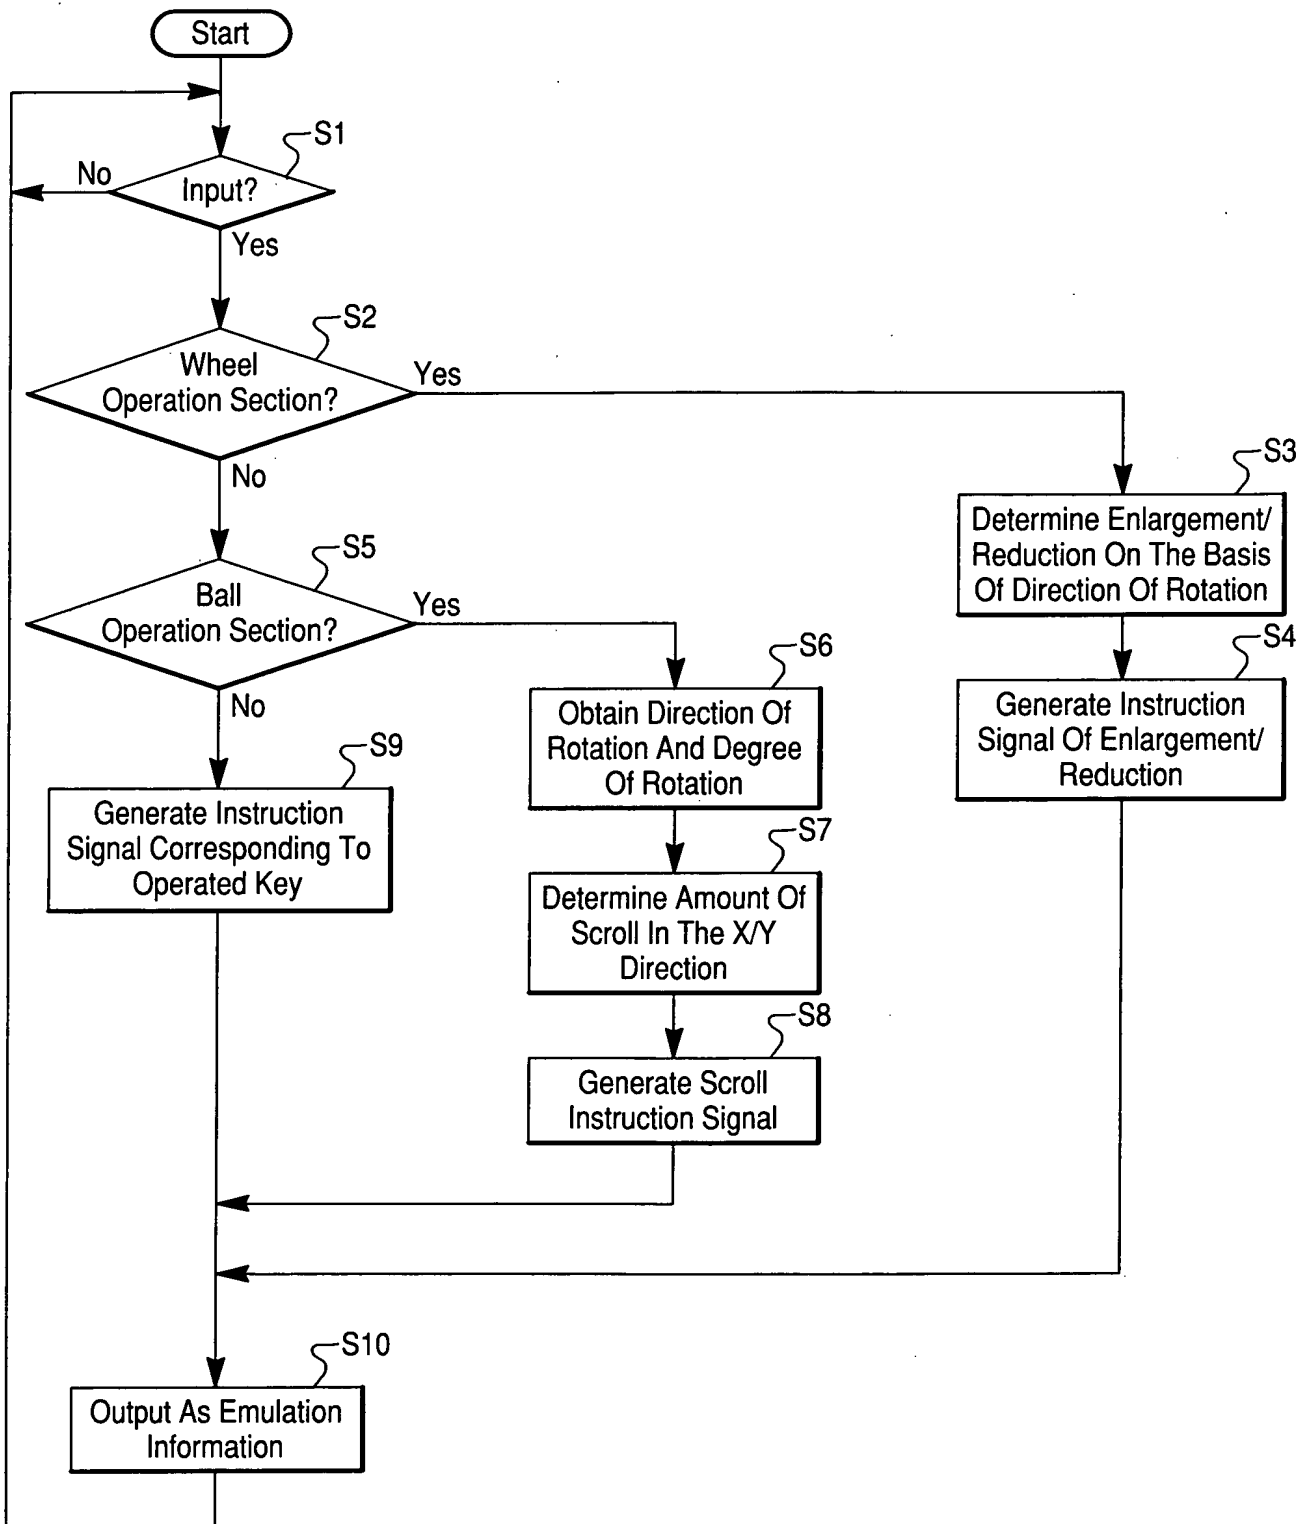 Start
S1
Input?
No
Yes
S2
Wheel
Operation Section?
Yes
No
S3
Determine Enlargement/
Reduction On The Basis
Of Direction Of Rotation
S4
Generate Instruction
Signal Of Enlargement/
Reduction
S5
Ball
Operation Section?
Yes
No
S6
Obtain Direction Of
Rotation And Degree
Of Rotation
S7
Determine Amount Of
Scroll In The X/Y
Direction
S8
Generate Scroll
Instruction Signal
S9
Generate Instruction
Signal Corresponding To
Operated Key
S10
Output As Emulation
Information